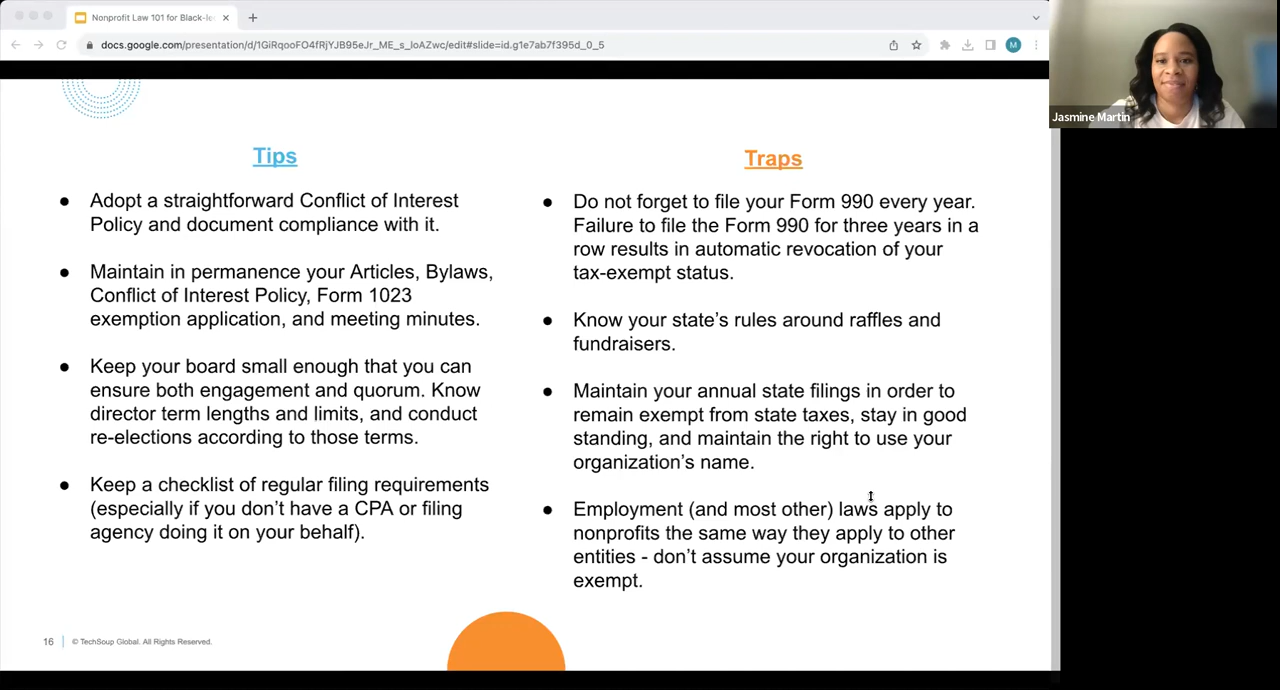 Nonprofit Law 101 for Black-le
docs.google.com/presentation/d/1GiRqooFO4fRjYJB95eJr_ME_s_IoAZwc/edit#slide=id.g1e7ab7f395d_0_5
M
Jasmine Martin
Tips
● Adopt a straightforward Conflict of Interest
Policy and document compliance with it.
● Maintain in permanence your Articles, Bylaws,
Conflict of Interest Policy, Form 1023
exemption application, and meeting minutes.
● Keep your board small enough that you can
ensure both engagement and quorum. Know
director term lengths and limits, and conduct
re-elections according to those terms.
● Keep a checklist of regular filing requirements
(especially if you don’t have a CPA or filing
agency doing it on your behalf).
Traps
● Do not forget to file your Form 990 every year.
Failure to file the Form 990 for three years in a
row results in automatic revocation of your
tax-exempt status.
● Know your state’s rules around raffles and
fundraisers.
● Maintain your annual state filings in order to
remain exempt from state taxes, stay in good
standing, and maintain the right to use your
organization’s name.
● Employment (and most other) laws apply to
nonprofits the same way they apply to other
entities - don’t assume your organization is
exempt.
16 | © TechSoup Global. All Rights Reserved.